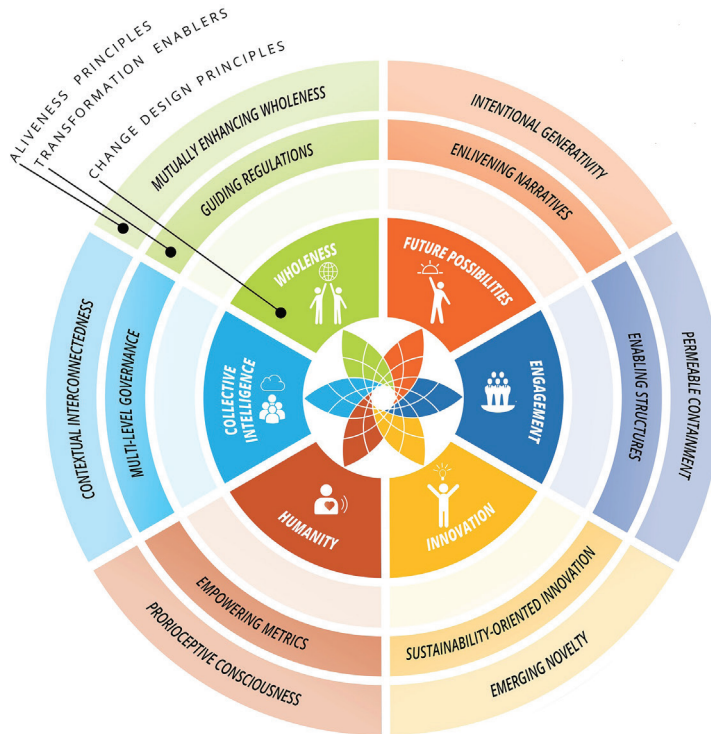 ALIVENESS PRINCIPLES
TRANSFORMATION ENABLERS
CHANGE DESIGN PRINCIPLES
MUTUALLY ENHANCING WHOLENESS
GUIDING REGULATIONS
WHOLENESS
INTENTIONAL GENERATIVITY
ENLIVENING NARRATIVES
FUTURE POSSIBILITIES
PERMEABLE CONTAINMENT
ENABLING STRUCTURES
ENGAGEMENT
EMERGING NOVELTY
SUSTAINABILITY-ORIENTED INNOVATION
INNOVATION
PRORIOCEPTIVE CONSCIOUSNESS
EMPOWERING METRICS
HUMANITY
CONTEXTUAL INTERCONNECTEDNESS
MULTI-LEVEL GOVERNANCE
COLLECTIVE
INTELLIGENCE